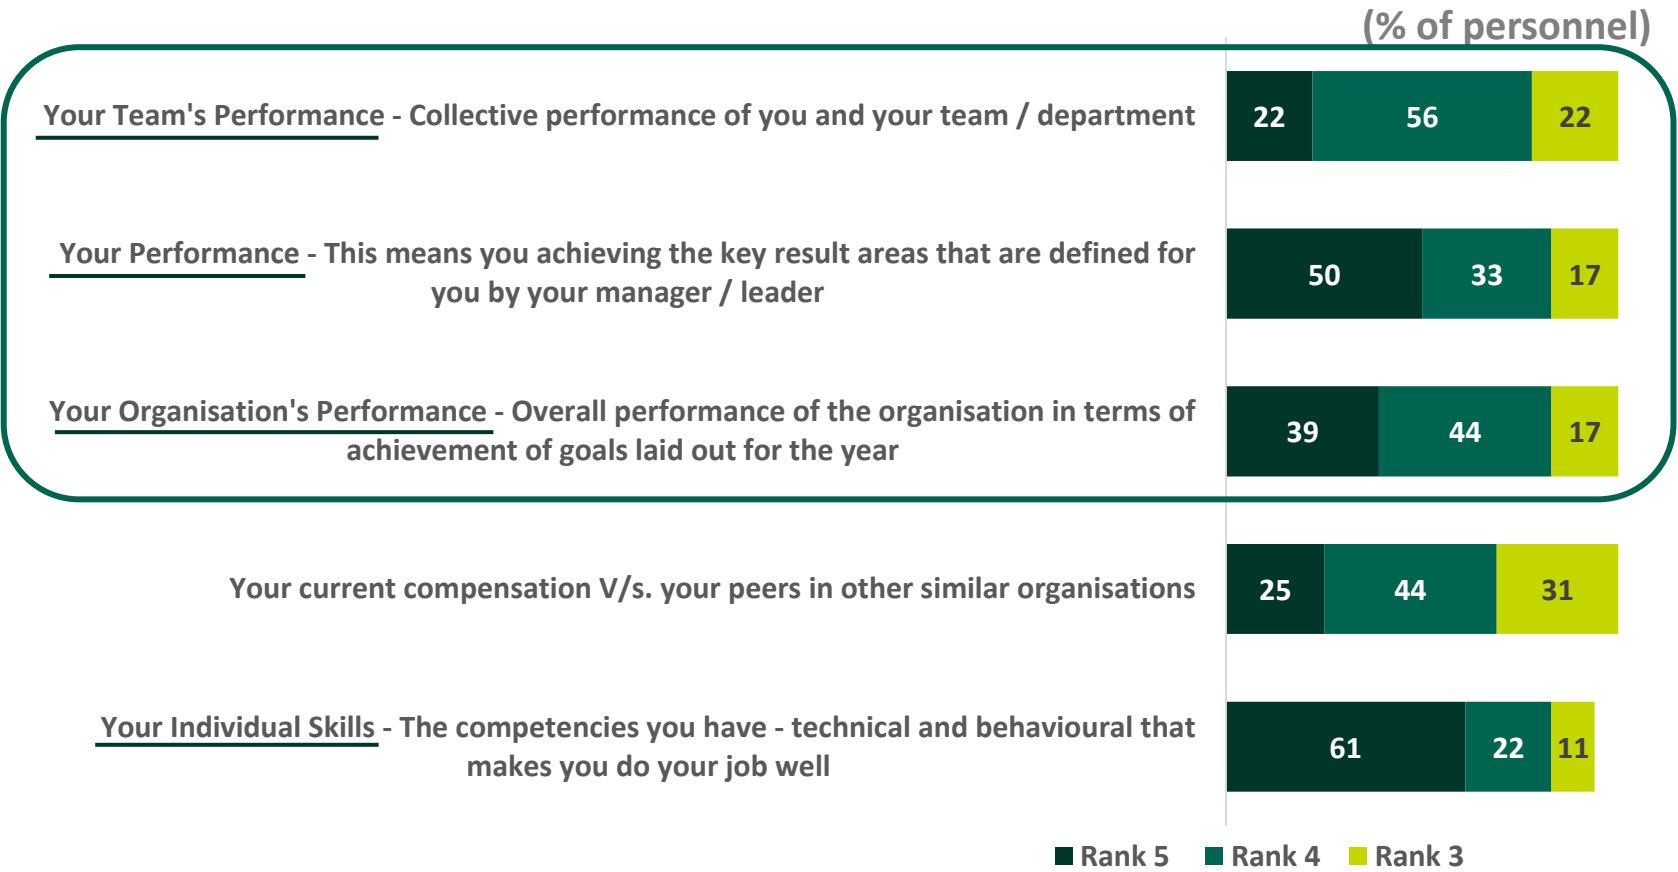 (% of personnel)
Your Team's Performance - Collective performance of you and your team / department
22 56 22
Your Performance - This means you achieving the key result areas that are defined for
you by your manager / leader
50 33 17
Your Organisation's Performance - Overall performance of the organisation in terms of
achievement of goals laid out for the year
39 44 17
Your current compensation V/s. your peers in other similar organisations
25 44 31
Your Individual Skills - The competencies you have - technical and behavioural that
makes you do your job well
61 22 11
Rank 5 Rank 4 Rank 3